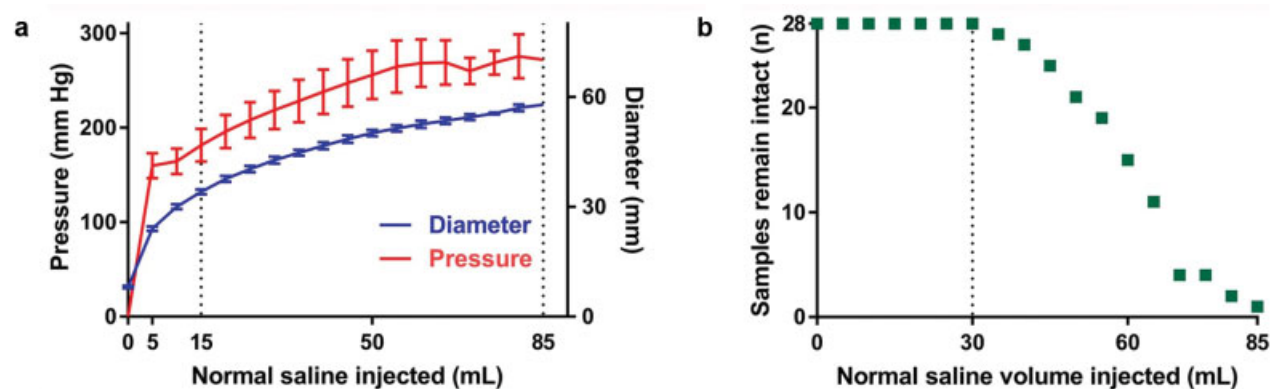 a
Pressure (mm Hg)
300
200
100
0
Diameter (mm)
60
30
0
Diameter
Pressure
0 5 15 50 85
Normal saline injected (mL)
b
Samples remain intact (n)
28
20
10
0
0 30 60 85
Normal saline volume injected (mL)